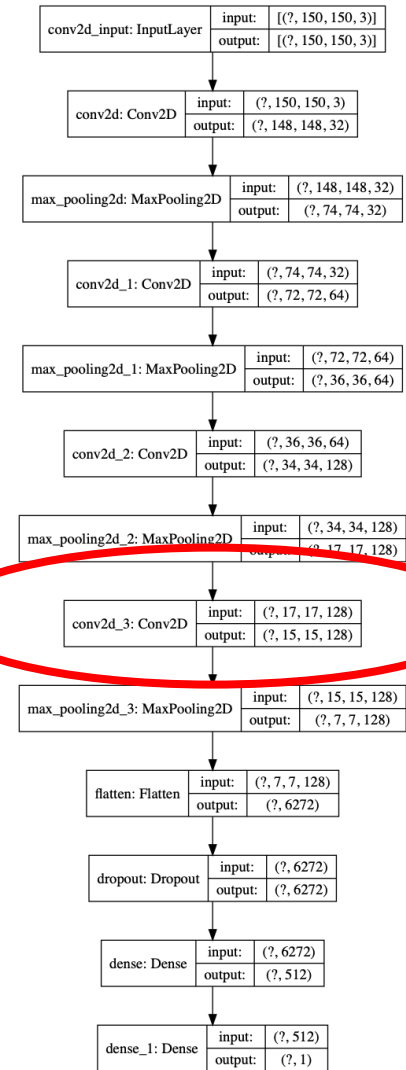 conv2d_input: InputLayer
input: [(?, 150, 150, 3)]
output: [(?, 150, 150, 3)]
conv2d: Conv2D
input: (?, 150, 150, 3)
output: (?, 148, 148, 32)
max_pooling2d: MaxPooling2D
input: (?, 148, 148, 32)
output: (?, 74, 74, 32)
conv2d_1: Conv2D
input: (?, 74, 74, 32)
output: (?, 72, 72, 64)
max_pooling2d_1: MaxPooling2D
input: (?, 72, 72, 64)
output: (?, 36, 36, 64)
conv2d_2: Conv2D
input: (?, 36, 36, 64)
output: (?, 34, 34, 128)
max_pooling2d_2: MaxPooling2D
input: (?, 34, 34, 128)
output: (?, 17, 17, 128)
conv2d_3: Conv2D
input: (?, 17, 17, 128)
output: (?, 15, 15, 128)
max_pooling2d_3: MaxPooling2D
input: (?, 15, 15, 128)
output: (?, 7, 7, 128)
flatten: Flatten
input: (?, 7, 7, 128)
output: (?, 6272)
dropout: Dropout
input: (?, 6272)
output: (?, 6272)
dense: Dense
input: (?, 6272)
output: (?, 512)
dense_1: Dense
input: (?, 512)
output: (?, 1)